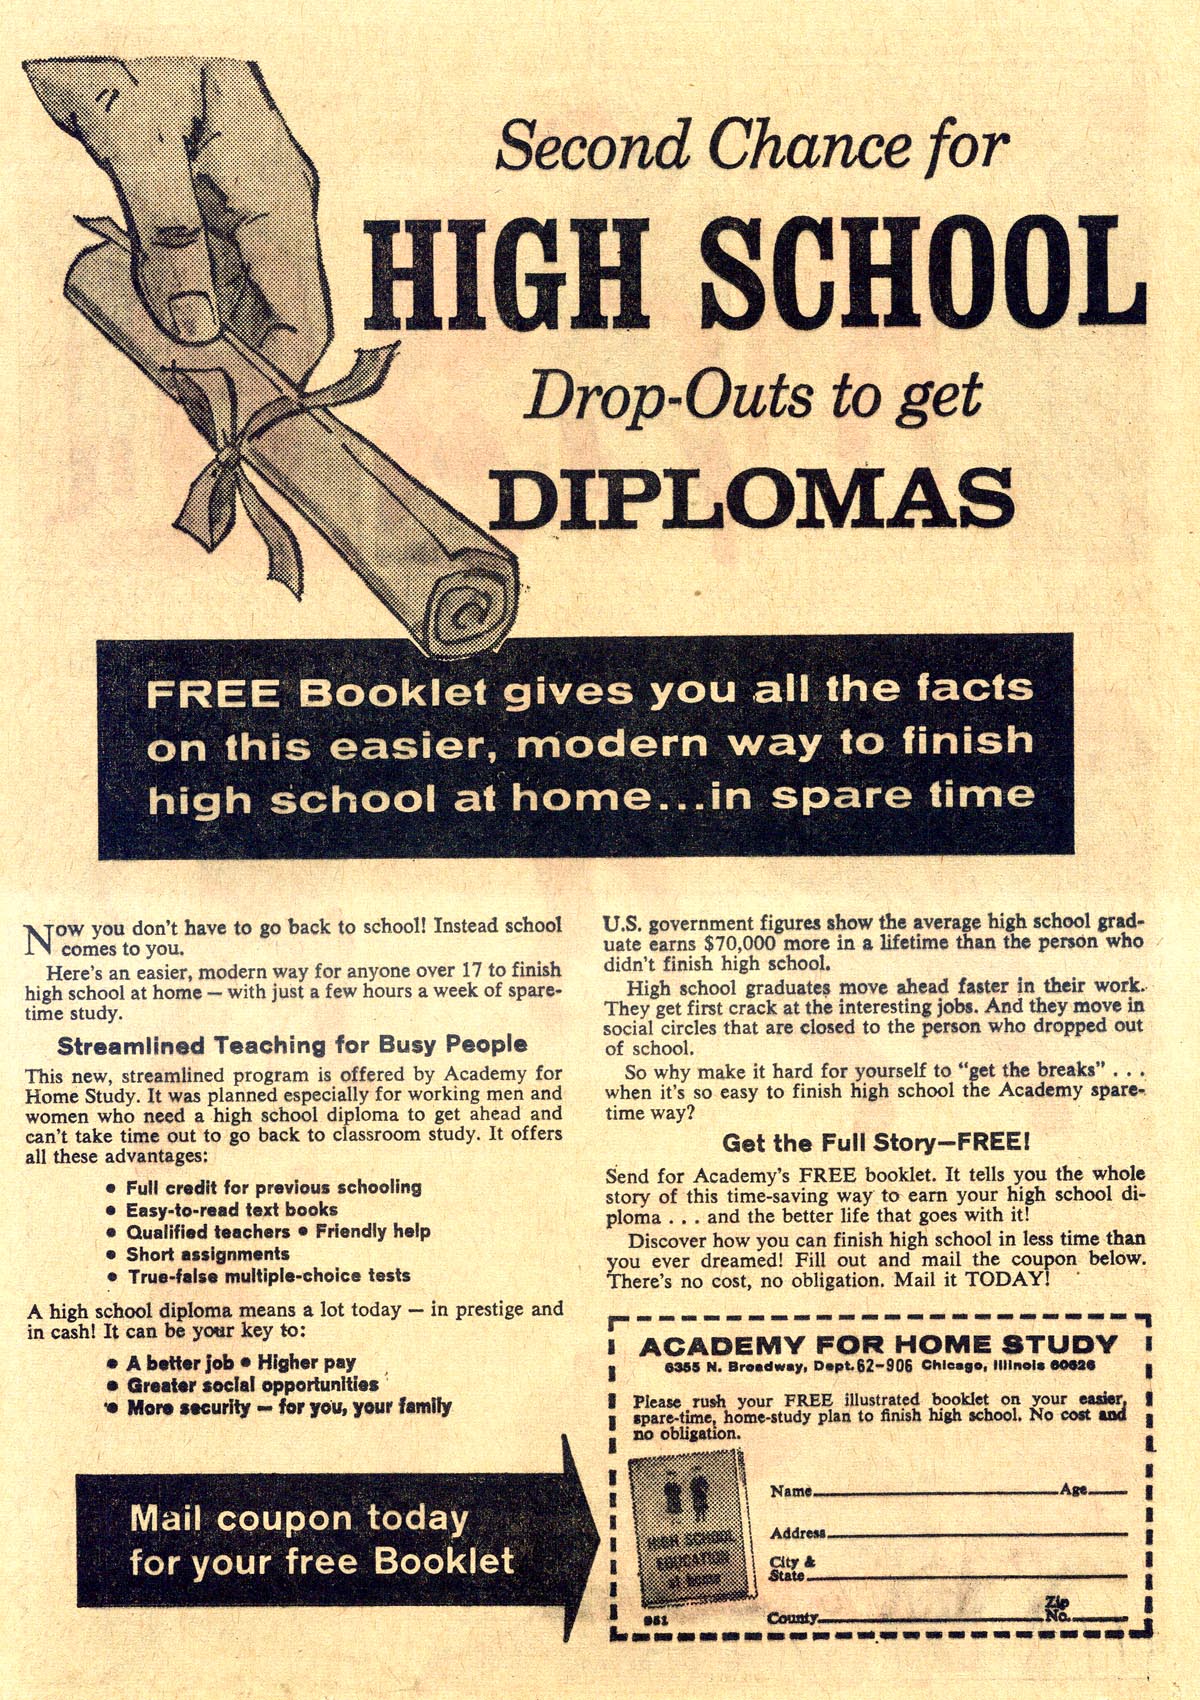 Second Chance for
HIGH SCHOOL
Drop-Outs to get
DIPLOMAS
FREE Booklet gives you all the facts
on this easier, modern way to finish
high school at home...in spare time
Now you don't have to go back to school! Instead school
comes to you.
Here's an easier, modern way for anyone over 17 to finish
high school at home — with just a few hours a week of spare-
time study.
Streamlined Teaching for Busy People
This new, streamlined program is offered by Academy for
Home Study. It was planned especially for working men and
women who need a high school diploma to get ahead and
can't take time out to go back to classroom study. It offers
all these advantages:
• Full credit for previous schooling
• Easy-to-read text books
• Qualified teachers • Friendly help
• Short assignments
• True-false multiple-choice tests
A high school diploma means a lot today — in prestige and
in cash! It can be your key to:
• A better job • Higher pay
• Greater social opportunities
• More security — for you, your family
Mail coupon today
for your free Booklet
U.S. government figures show the average high school grad-
uate earns $70,000 more in a lifetime than the person who
didn't finish high school.
High school graduates move ahead faster in their work.
They get first crack at the interesting jobs. And they move in
social circles that are closed to the person who dropped out
of school.
So why make it hard for yourself to "get the breaks" . . .
when it's so easy to finish high school the Academy spare-
time way?
Get the Full Story—FREE!
Send for Academy's FREE booklet. It tells you the whole
story of this time-saving way to earn your high school di-
ploma . . . and the better life that goes with it!
Discover how you can finish high school in less time than
you ever dreamed! Fill out and mail the coupon below.
There's no cost, no obligation. Mail it TODAY!
ACADEMY FOR HOME STUDY
6355 N. Broadway, Dept. 62-906 Chicago, Illinois 60626
Please rush your FREE illustrated booklet on your easier,
spare-time, home-study plan to finish high school. No cost and
no obligation.
HIGH SCHOOL
EDUCATION
at home
951
Name Age
Address
City &
State
County Zip No.